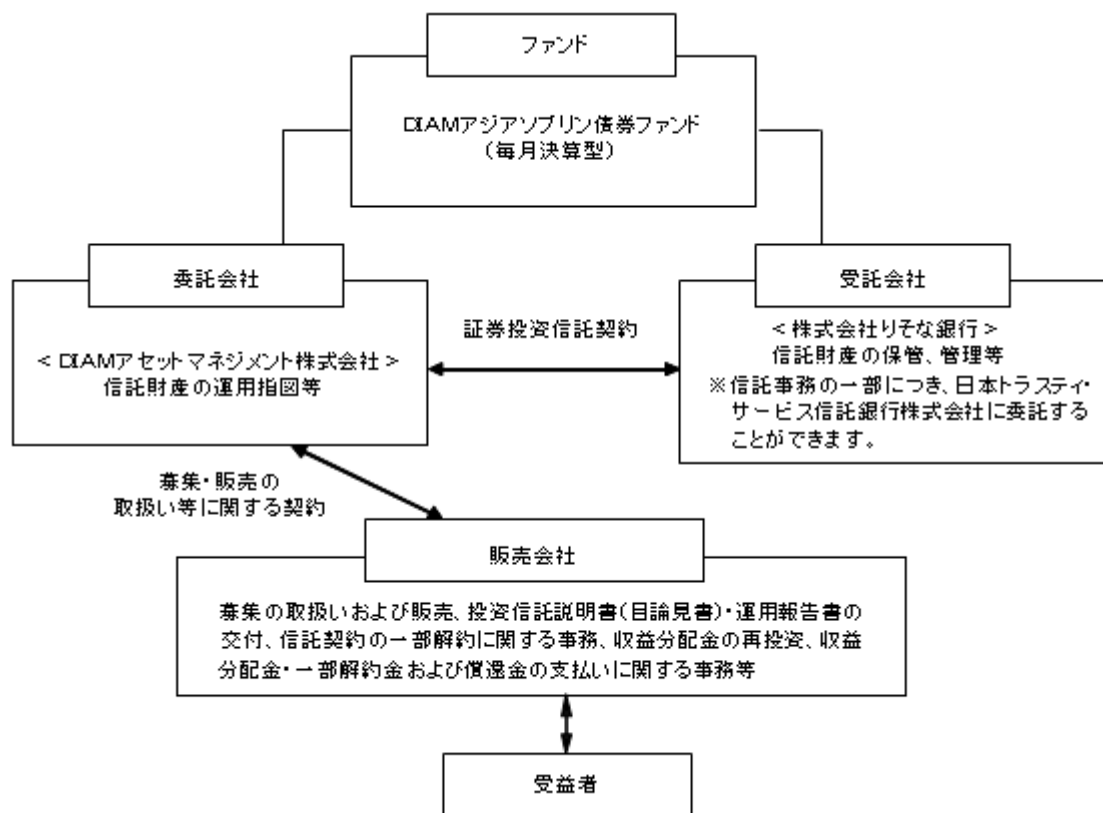 ファンド
DIAMアジアソブリン債券ファンド
(毎月決算型)
委託会社
受託会社
証券投資信託契約
<DIAMアセットマネジメント株式会社>
信託財産の運用指図等
<株式会社りそな銀行>
信託財産の保管、管理等
※信託事務の一部につき、日本トラスティ・
サービス信託銀行株式会社に委託する
ことができます。
募集・販売の
取扱い等に関する契約
販売会社
募集の取扱いおよび販売、投資信託説明書(目論見書)・運用報告書の
交付、信託契約の一部解約に関する事務、収益分配金の再投資、収益
分配金・一部解約金および償還金の支払いに関する事務等
受益者